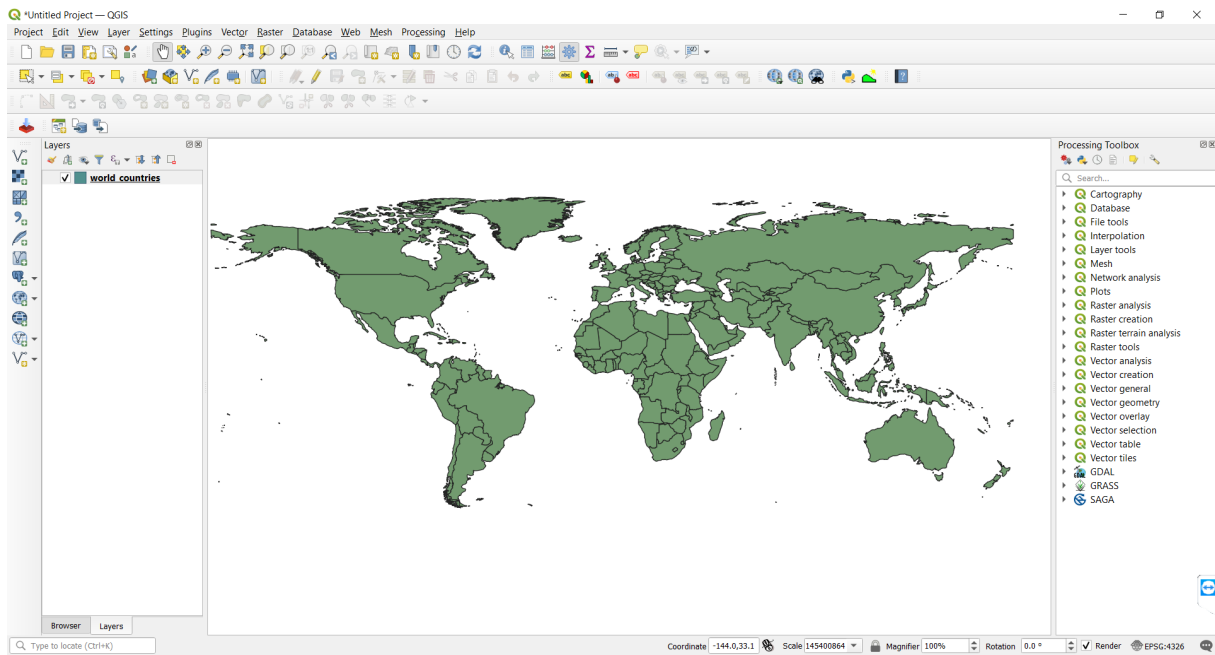 *Untitled Project — QGIS
Project Edit View Layer Settings Plugins Vector Raster Database Web Mesh Processing Help
Layers
world_countries
Browser Layers
Processing Toolbox
Search...
Cartography
Database
File tools
Interpolation
Layer tools
Mesh
Network analysis
Plots
Raster analysis
Raster creation
Raster terrain analysis
Raster tools
Vector analysis
Vector creation
Vector general
Vector geometry
Vector overlay
Vector selection
Vector table
Vector tiles
GDAL
GRASS
SAGA
Type to locate (Ctrl+K) Coordinate -144.0,33.1 Scale 145400864 Magnifier 100% Rotation 0.0 ° Render EPSG:4326